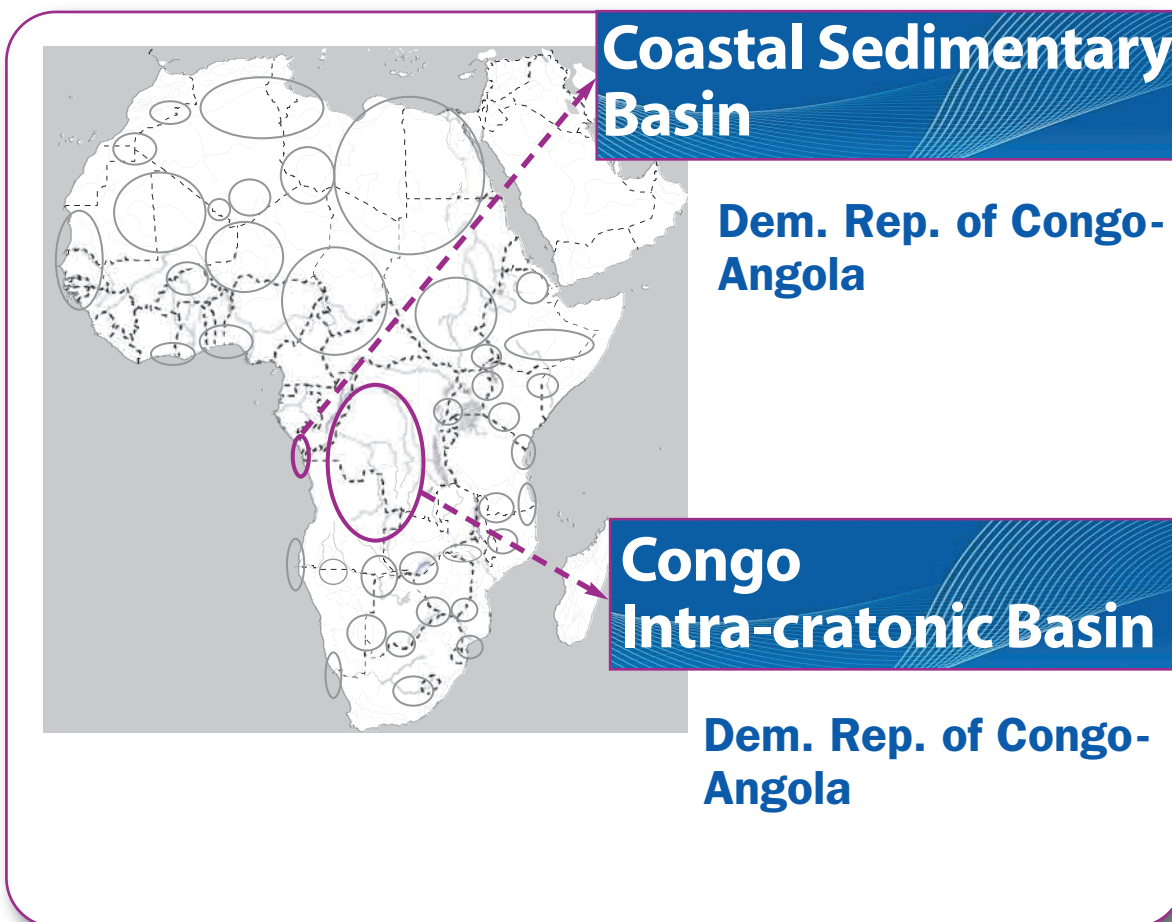 Coastal Sedimentary
Basin
Dem. Rep. of Congo-
Angola
Congo
Intra-cratonic Basin
Dem. Rep. of Congo-
Angola